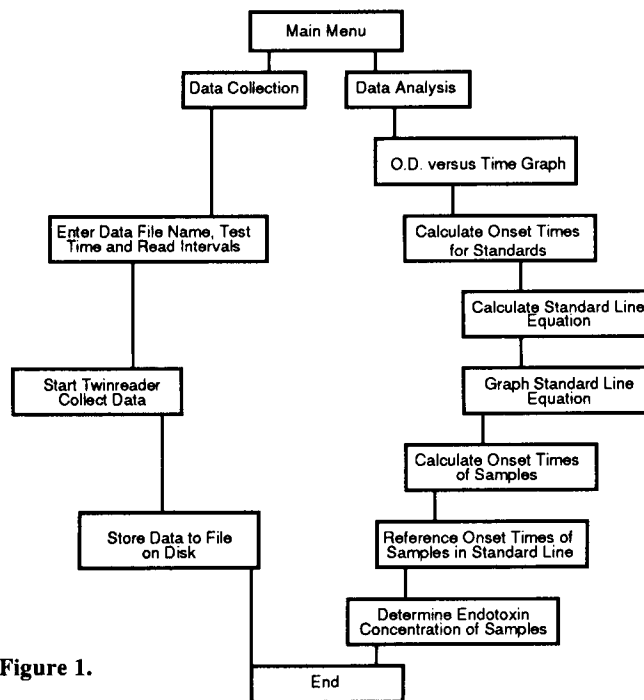 Main Menu
Data Collection
Data Analysis
O.D. versus Time Graph
Enter Data File Name, Test
Time and Read Intervals
Calculate Onset Times
for Standards
Calculate Standard Line
Equation
Start Twinreader
Collect Data
Graph Standard Line
Equation
Calculate Onset Times
of Samples
Store Data to File
on Disk
Reference Onset Times of
Samples in Standard Line
Determine Endotoxin
Concentration of Samples
Figure 1.
End